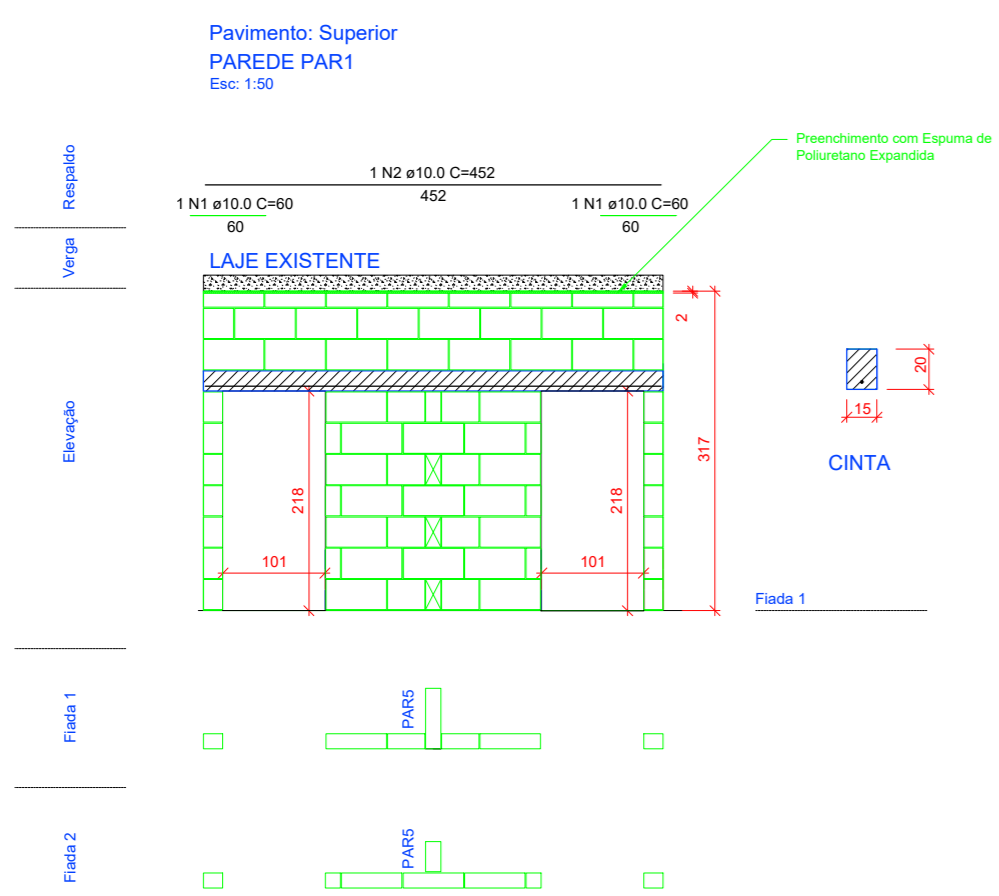 Pavimento: Superior
PAREDE PAR1
Esc: 1:50
Preenchimento com Espuma de
Poliuretano Expandida
Respaldo
1 N2 ø10.0 C=452
452
1 N1 ø10.0 C=60
60
1 N1 ø10.0 C=60
60
Verga
LAJE EXISTENTE
2
Elevação
317
218
101
218
101
20
15
CINTA
Fiada 1
Fiada 1
PAR5
Fiada 2
PAR5